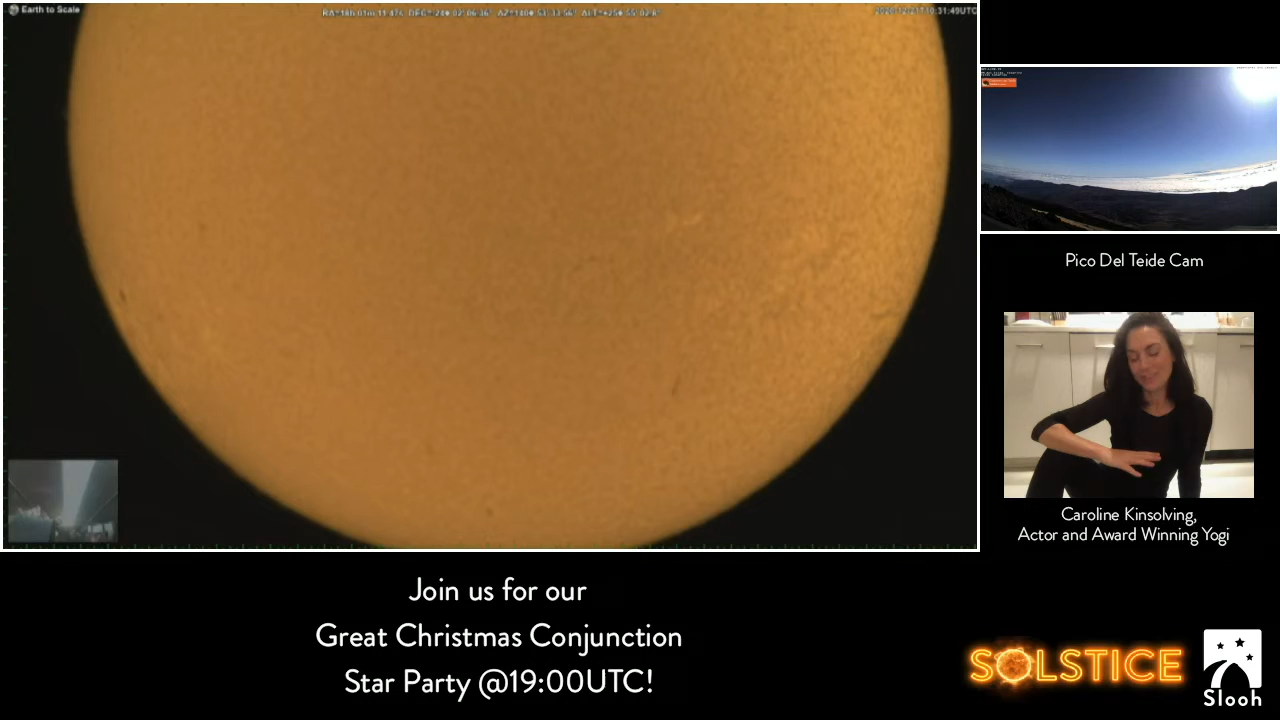 Earth to Scale
Pico Del Teide Cam
Caroline Kinsolving,
Actor and Award Winning Yogi
Join us for our
Great Christmas Conjunction
Star Party @19:00UTC!
SOLSTICE
Slooh